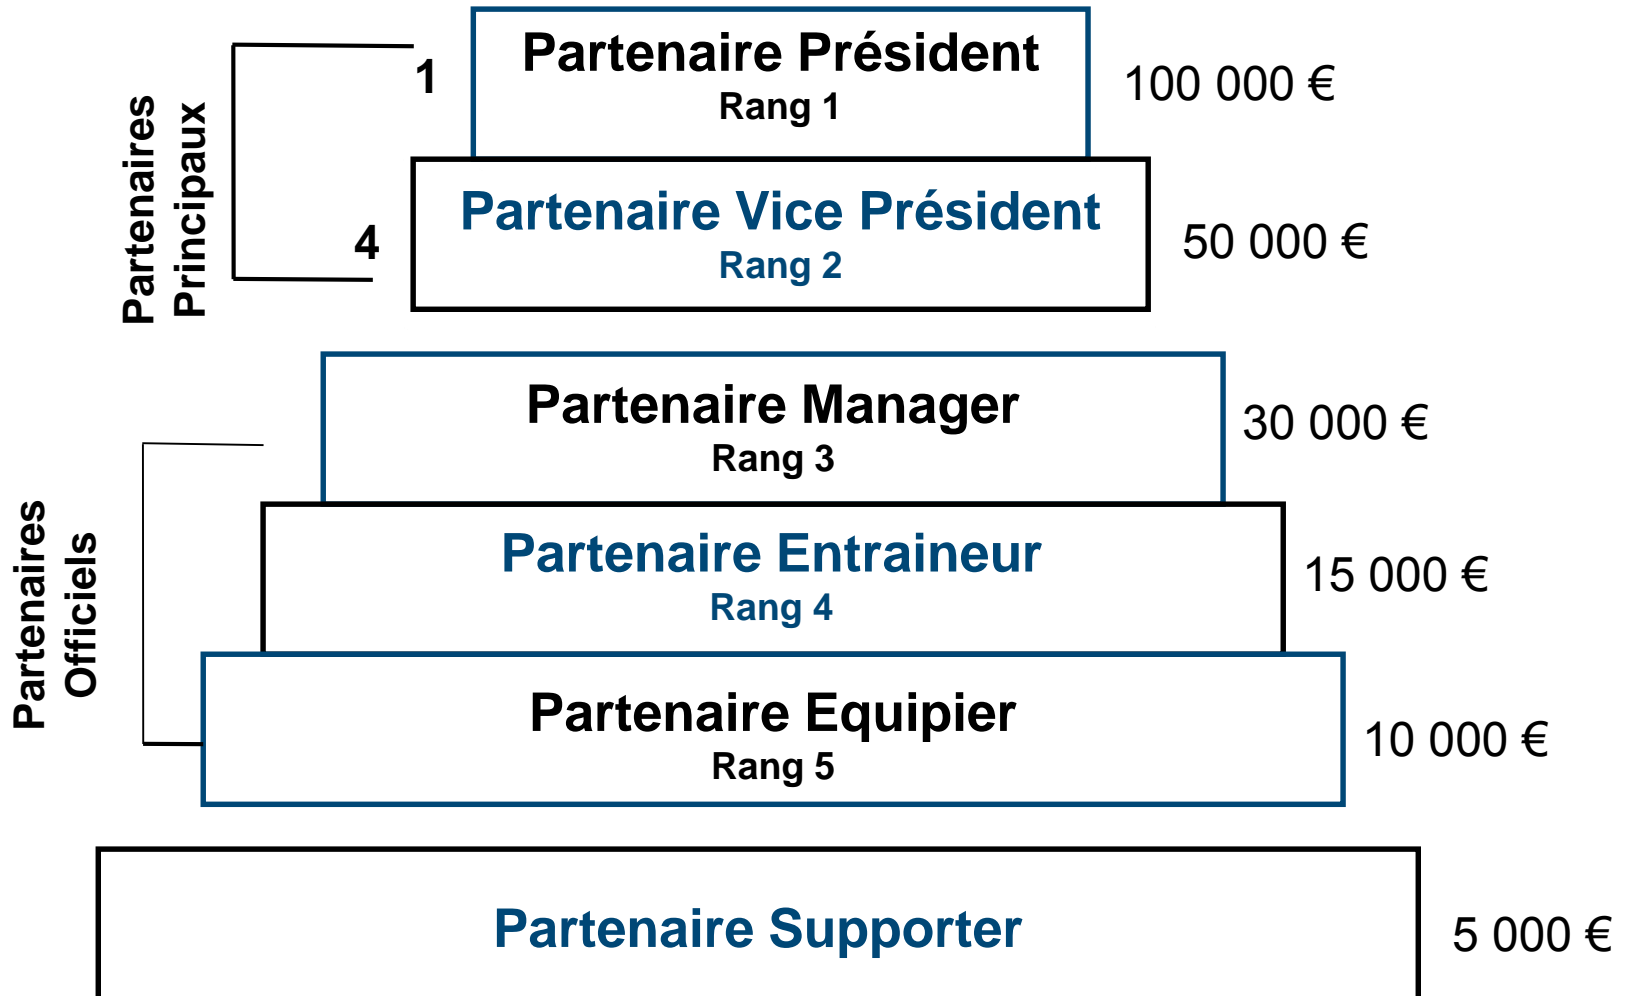 Partenaires
Principaux
1
Partenaire Président
Rang 1
100 000 €
4
Partenaire Vice Président
Rang 2
50 000 €
Partenaires
Officiels
Partenaire Manager
Rang 3
30 000 €
Partenaire Entraineur
Rang 4
15 000 €
Partenaire Equipier
Rang 5
10 000 €
Partenaire Supporter
5 000 €